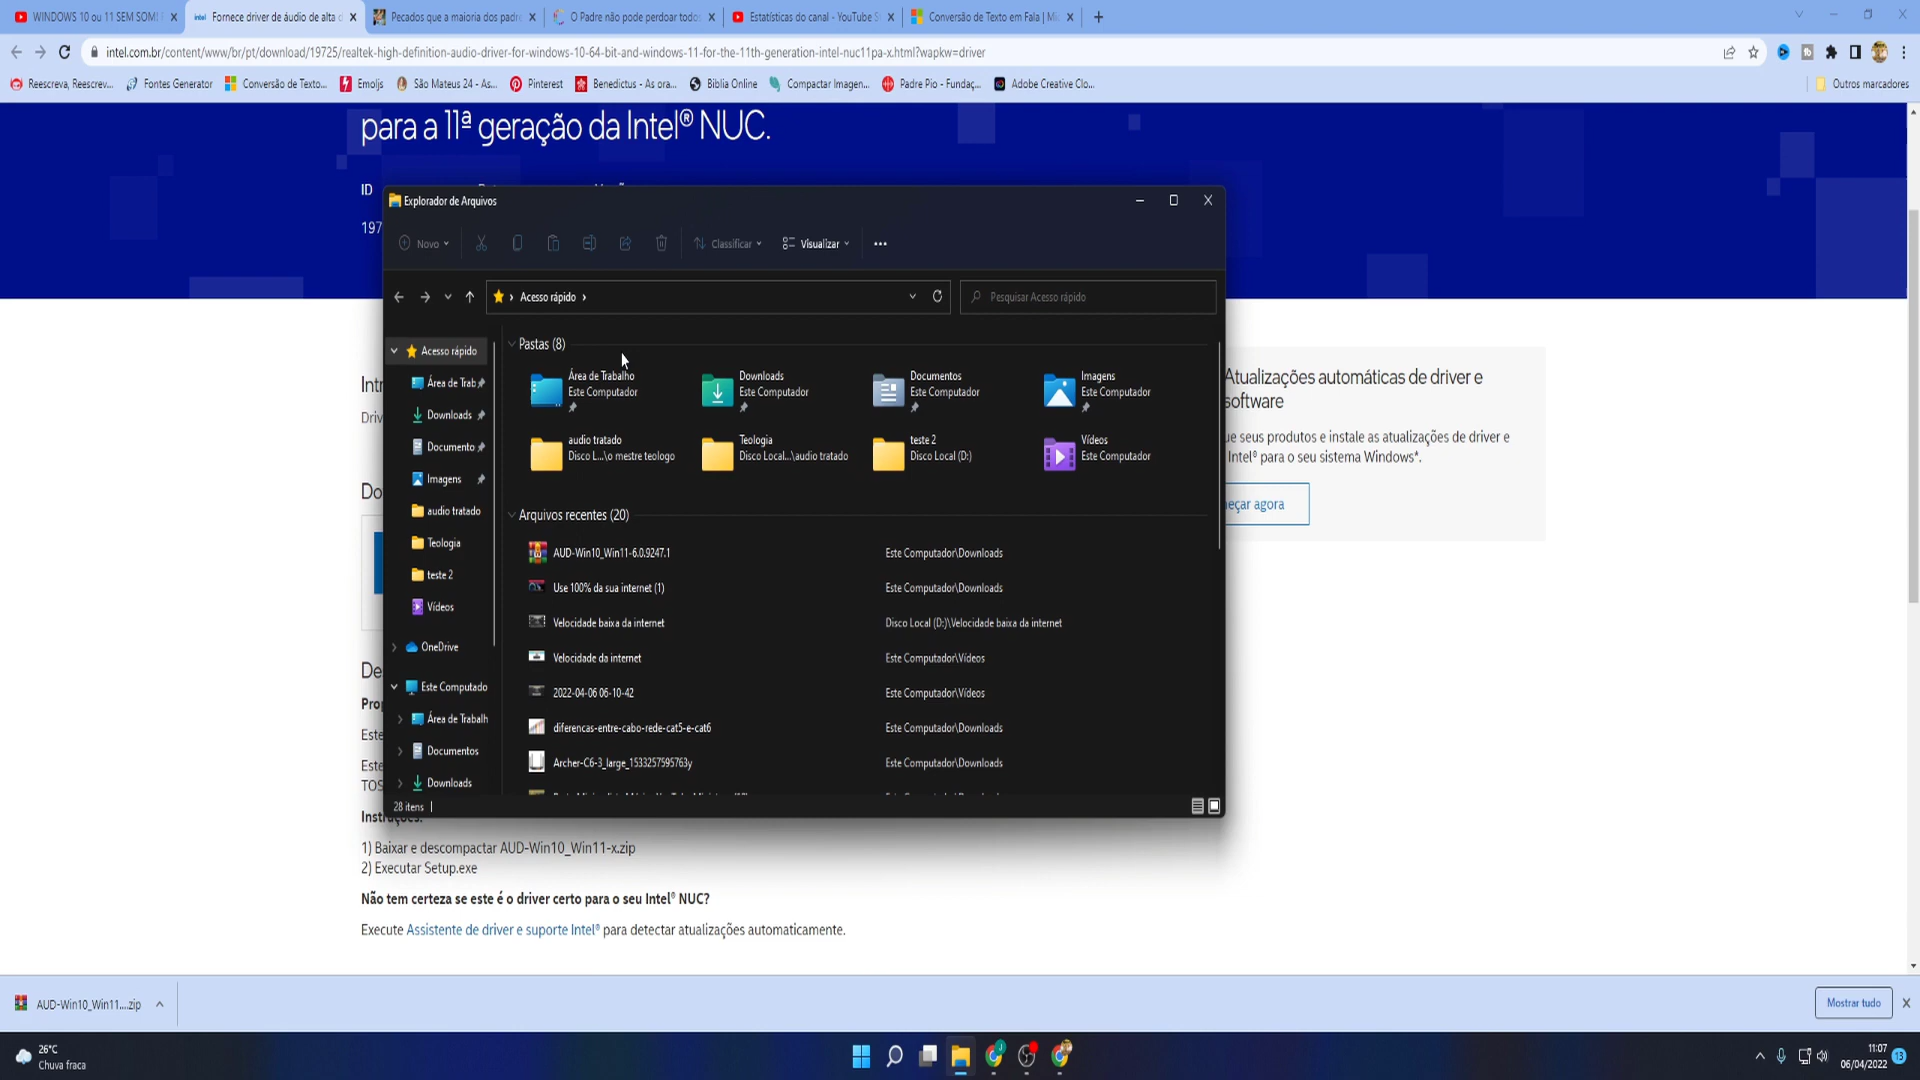 WINDOWS 10 ou 11 SEM SOM!
Fornece driver de áudio de alta d
Pecados que a maioria dos padre
O Padre não pode perdoar todos
Estatísticas do canal - YouTube S
Conversão de Texto em Fala | Mi
intel.com.br/content/www/br/pt/download/19725/realtek-high-definition-audio-driver-for-windows-10-64-bit-and-windows-11-for-the-11th-generation-intel-nuc11pa-x.html?wapkw=driver
Reescreva, Reescrev...
Fontes Generator
Conversão de Texto...
Emojis
São Mateus 24 - As...
Pinterest
Benedictus - As ora...
Biblia Online
Compactar Imagen...
Padre Pio - Fundaç...
Adobe Creative Clo...
Outros marcadores
para a 11ª geração da Intel® NUC.
ID
197
Explorador de Arquivos
Novo
Classificar
Visualizar
Acesso rápido
Pesquisar Acesso rápido
Acesso rápido
Área de Trab
Downloads
Documento
Imagens
audio tratado
Teologia
teste 2
Vídeos
OneDrive
Este Computado
Área de Trabalh
Documentos
Downloads
Pastas (8)
Área de Trabalho
Este Computador
Downloads
Este Computador
Documentos
Este Computador
Imagens
Este Computador
audio tratado
Disco L...\o mestre teologo
Teologia
Disco Local...\audio tratado
teste 2
Disco Local (D:)
Vídeos
Este Computador
Arquivos recentes (20)
AUD-Win10_Win11-6.0.9247.1 Este Computador\Downloads
Use 100% da sua internet (1) Este Computador\Downloads
Velocidade baixa da internet Disco Local (D:)\Velocidade baixa da internet
Velocidade da internet Este Computador\Vídeos
2022-04-06 06-10-42 Este Computador\Vídeos
diferencas-entre-cabo-rede-cat5-e-cat6 Este Computador\Downloads
Archer-C6-3_large_1533257595763y Este Computador\Downloads
28 itens
Intr
Driv
Do
De
Prop
Este
Este
TOS
Instruções:
Atualizações automáticas de driver e
software
ue seus produtos e instale as atualizações de driver e
Intel® para o seu sistema Windows*.
eçar agora
1) Baixar e descompactar AUD-Win10_Win11-x.zip
2) Executar Setup.exe
Não tem certeza se este é o driver certo para o seu Intel® NUC?
Execute Assistente de driver e suporte Intel® para detectar atualizações automaticamente.
AUD-Win10_Win11....zip
Mostrar tudo
26°C
Chuva fraca
11:07
06/04/2022
13